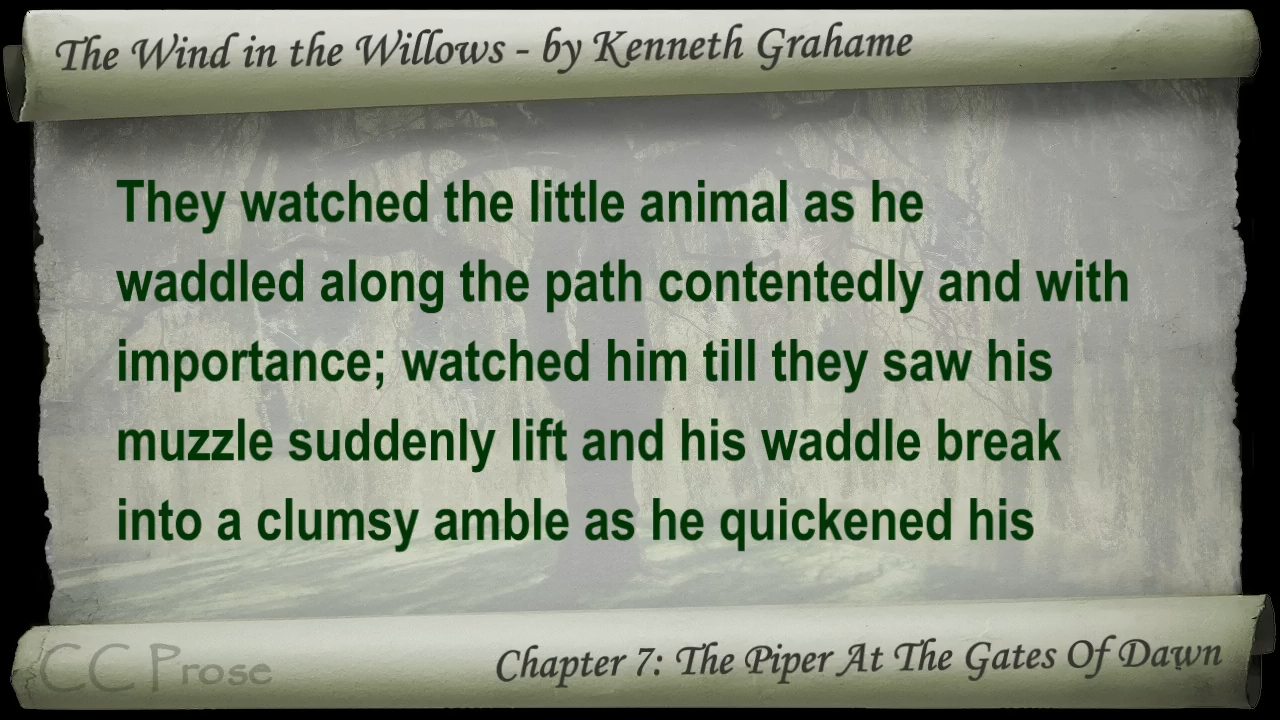 The Wind in the Willows - by Kenneth Grahame
They watched the little animal as he
waddled along the path contentedly and with
importance; watched him till they saw his
muzzle suddenly lift and his waddle break
into a clumsy amble as he quickened his
CC Prose
Chapter 7: The Piper At The Gates Of Dawn